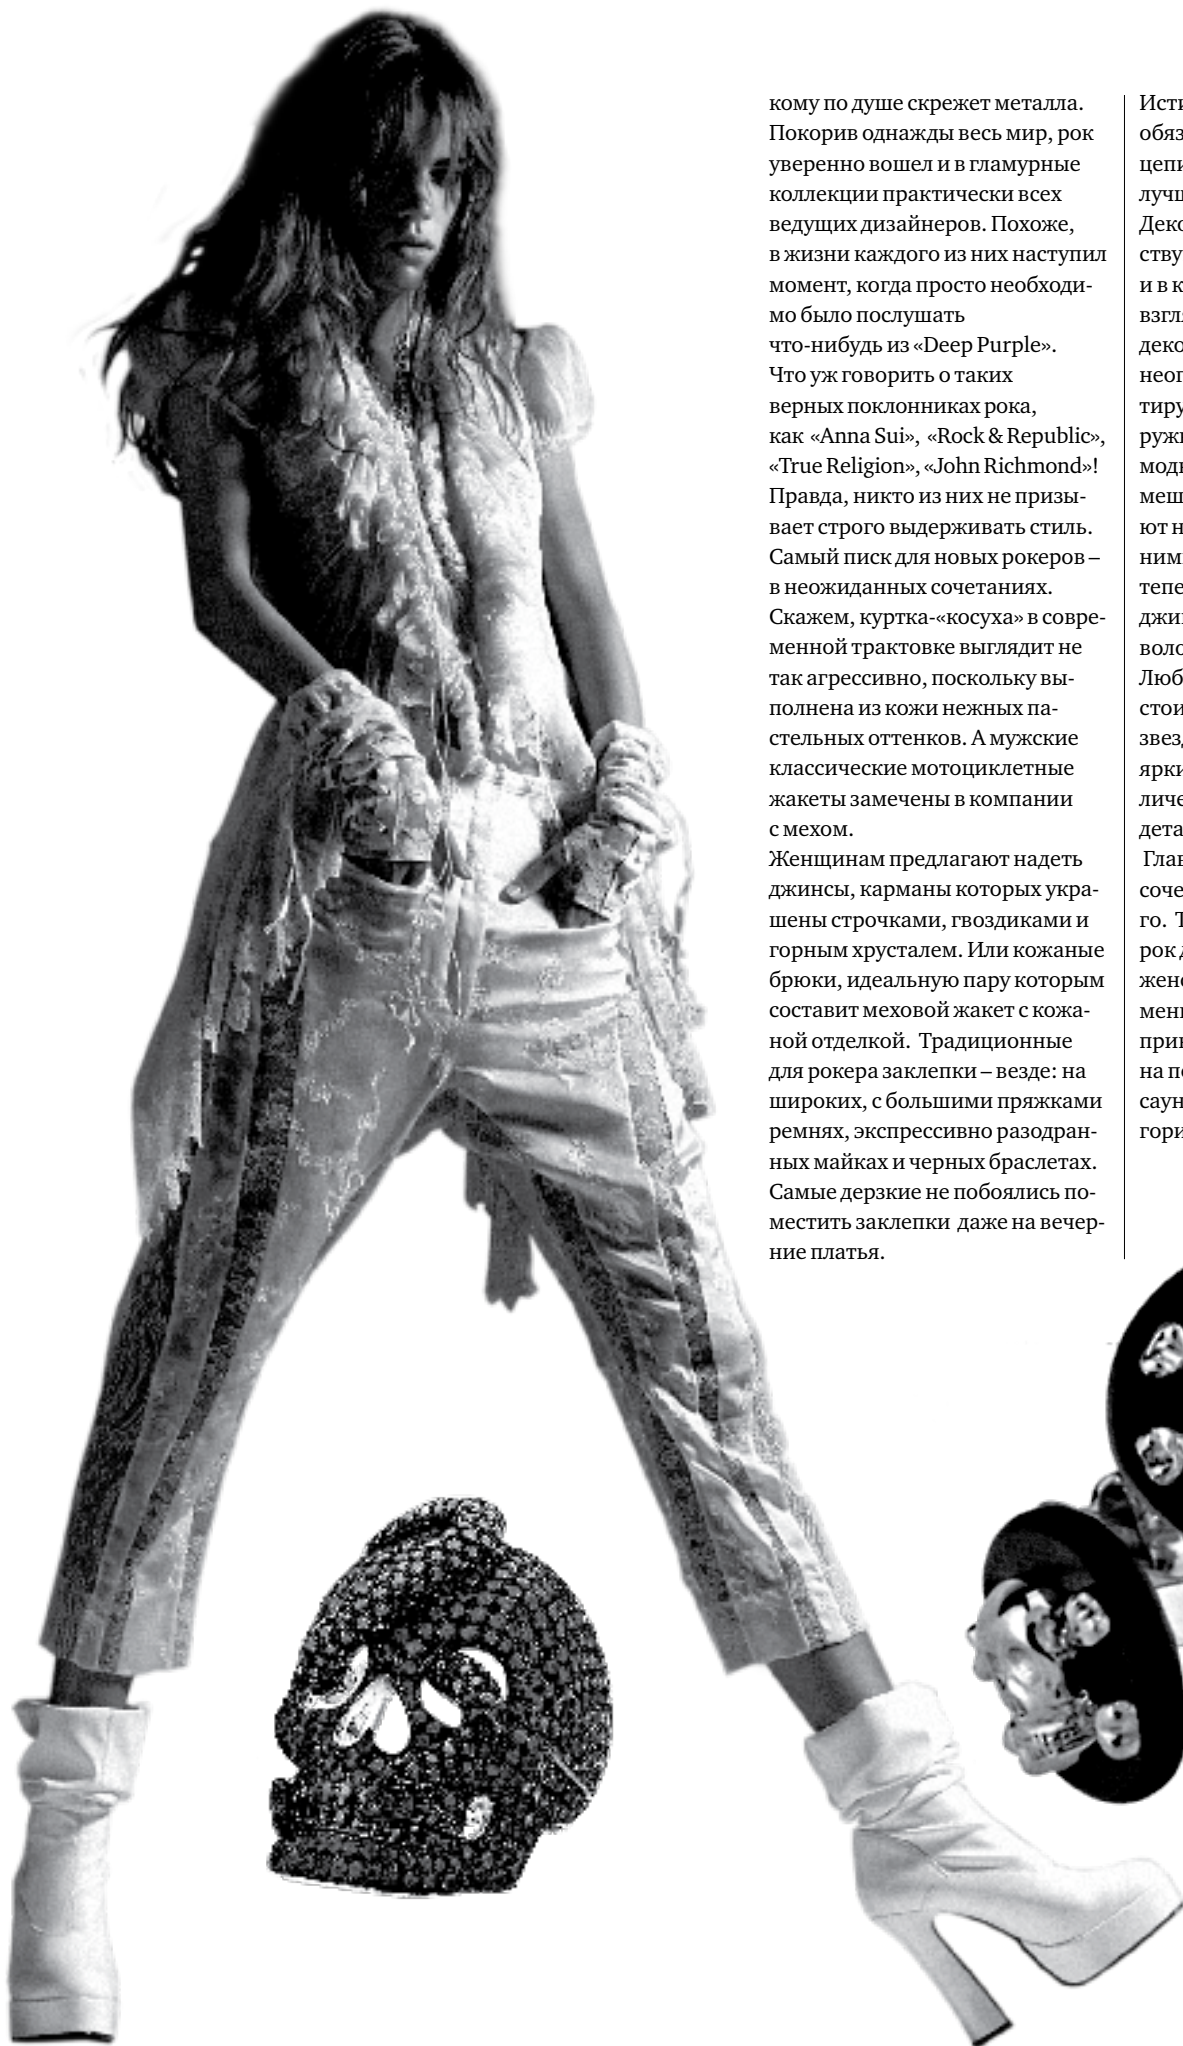 кому по душе скрежет металла.
Покорив однажды весь мир, рок
уверенно вошел и в гламурные
коллекции практически всех
ведущих дизайнеров. Похоже,
в жизни каждого из них наступил
момент, когда просто необходи-
мо было послушать
что-нибудь из «Deep Purple».
Что уж говорить о таких
верных поклонниках рока,
как «Anna Sui», «Rock & Republic»,
«True Religion», «John Richmond»!
Правда, никто из них не призы-
вает строго выдерживать стиль.
Самый писк для новых рокеров –
в неожиданных сочетаниях.
Скажем, куртка-«косуха» в совре-
менной трактовке выглядит не
так агрессивно, поскольку вы-
полнена из кожи нежных па-
стельных оттенков. А мужские
классические мотоциклетные
жакеты замечены в компании
с мехом.
Женщинам предлагают надеть
джинсы, карманы которых укра-
шены строчками, гвоздиками и
горным хрусталем. Или кожаные
брюки, идеальную пару которым
составит меховой жакет с кожа-
ной отделкой. Традиционные
для рокера заклепки – везде: на
широких, с большими пряжками
ремнях, экспрессивно разодран-
ных майках и черных браслетах.
Самые дерзкие не побоялись по-
местить заклепки даже на вечер-
ние платья.